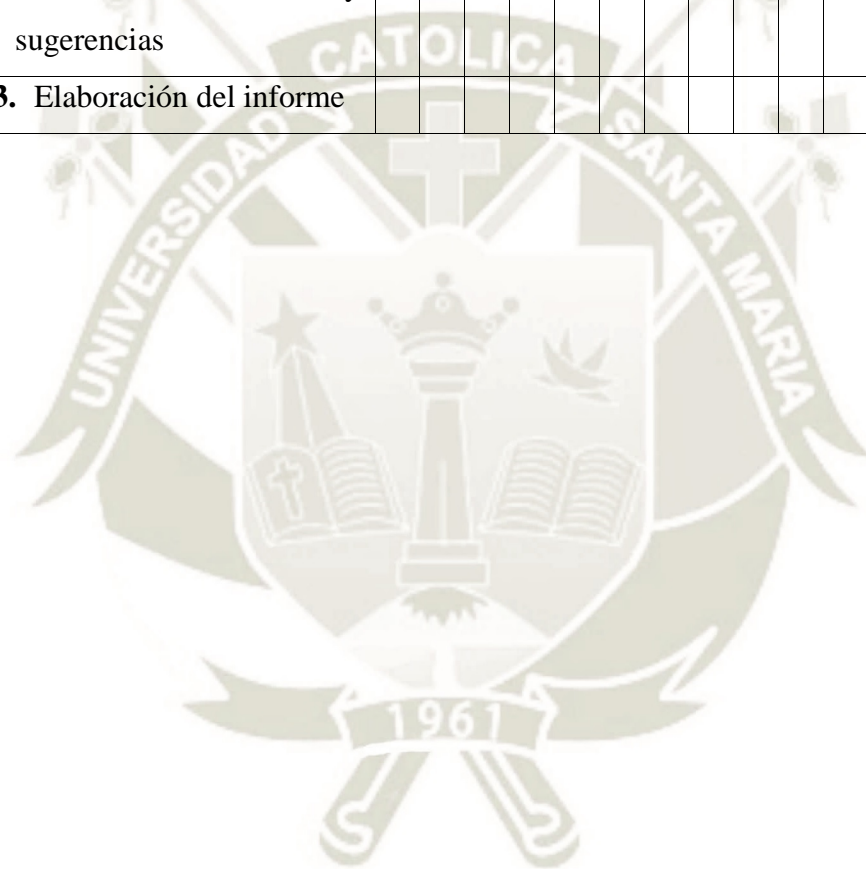 sugerencias
3. Elaboración del informe
UNIVERSIDAD CATOLICA SANTA MARIA
1961